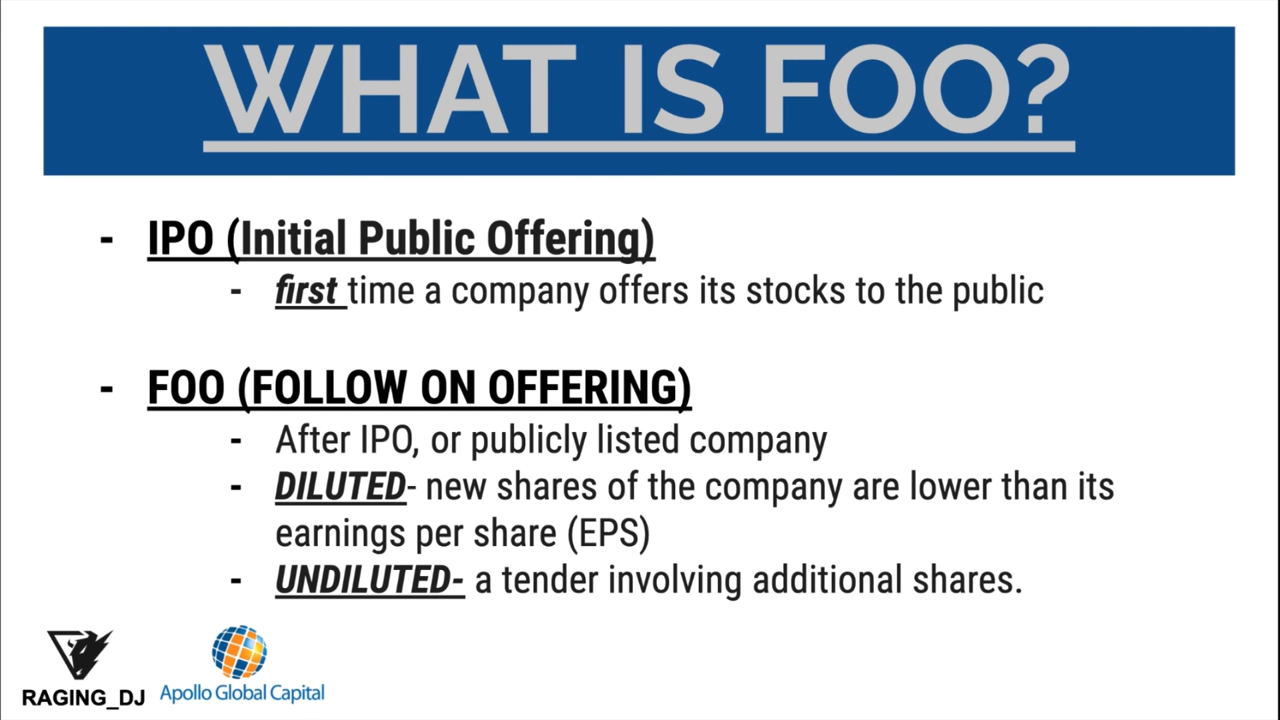 WHAT IS FOO?
- IPO (Initial Public Offering)
- first time a company offers its stocks to the public
- FOO (FOLLOW ON OFFERING)
- After IPO, or publicly listed company
- DILUTED- new shares of the company are lower than its
earnings per share (EPS)
- UNDILUTED- a tender involving additional shares.
RAGING_DJ
Apollo Global Capital